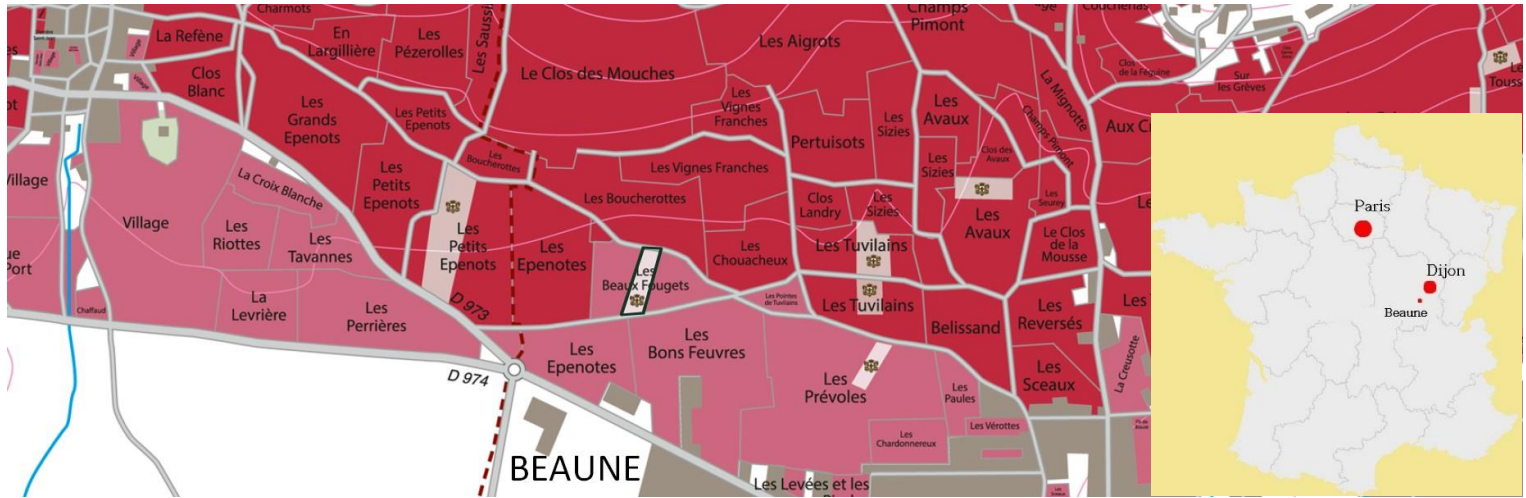 Charmots
La Refène
En
Largillière
Les
Pézerolles
Les Saussi
Champs
Pimont
Couchenas
Les Aigrots
Le Clos des Mouches
Clos
Blanc
Les
Grands
Epenots
Les Petits
Epenots
Les
Vignes
Franches
Pertuisots
Les
Sizies
Les
Avaux
La Mignotte
Champs Pimont
Clos
de la Féguine
Sur
les Grèves
Les
Touss
Aux C
Village
Village
Village
Village
La Croix Blanche
Les
Petits
Epenots
Les
Boucherottes
Les Vignes Franches
Les Boucherottes
Clos
Landry
Les
Sizies
Les
Sizies
Clos des
Avaux
Les
Seurey
Les
Avaux
Le Clos
de la
Mousse
Les
Riottes
Les
Tavannes
Les
Petits
Epenots
Les
Epenotes
Les
Beaux Fougets
Les
Chouacheux
Les Tuvilains
Les Tuvilains
Les Pointes
de Tuvilains
Port
Chaffaud
La
Levrière
Les
Perrières
D 973
D 974
Les
Epenotes
Les
Bons Feuvres
Les
Prévoles
Belissand
Les
Reversés
Les
Sceaux
La Creusotte
Les
Paules
Les Vérottes
Les
Chardonnereux
Les Levées et les
BEAUNE
Paris
Dijon
Beaune